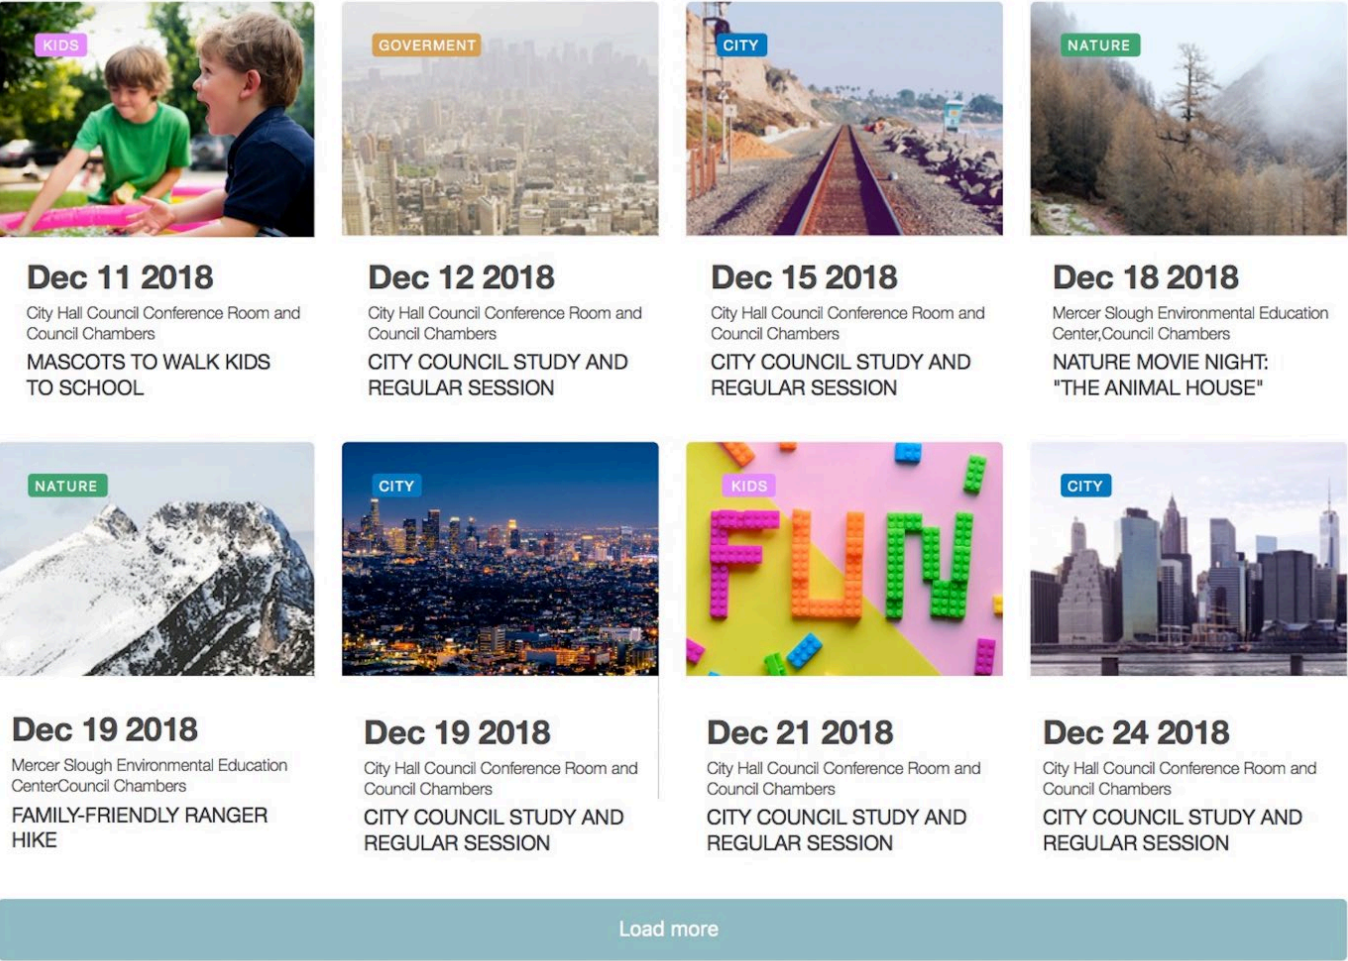 KIDS
Dec 11 2018
City Hall Council Conference Room and
Council Chambers
MASCOTS TO WALK KIDS
TO SCHOOL
GOVERMENT
Dec 12 2018
City Hall Council Conference Room and
Council Chambers
CITY COUNCIL STUDY AND
REGULAR SESSION
CITY
Dec 15 2018
City Hall Council Conference Room and
Council Chambers
CITY COUNCIL STUDY AND
REGULAR SESSION
NATURE
Dec 18 2018
Mercer Slough Environmental Education
Center,Council Chambers
NATURE MOVIE NIGHT:
"THE ANIMAL HOUSE"
NATURE
Dec 19 2018
Mercer Slough Environmental Education
CenterCouncil Chambers
FAMILY-FRIENDLY RANGER
HIKE
CITY
Dec 19 2018
City Hall Council Conference Room and
Council Chambers
CITY COUNCIL STUDY AND
REGULAR SESSION
KIDS
FUN
Dec 21 2018
City Hall Council Conference Room and
Council Chambers
CITY COUNCIL STUDY AND
REGULAR SESSION
CITY
Dec 24 2018
City Hall Council Conference Room and
Council Chambers
CITY COUNCIL STUDY AND
REGULAR SESSION
Load more